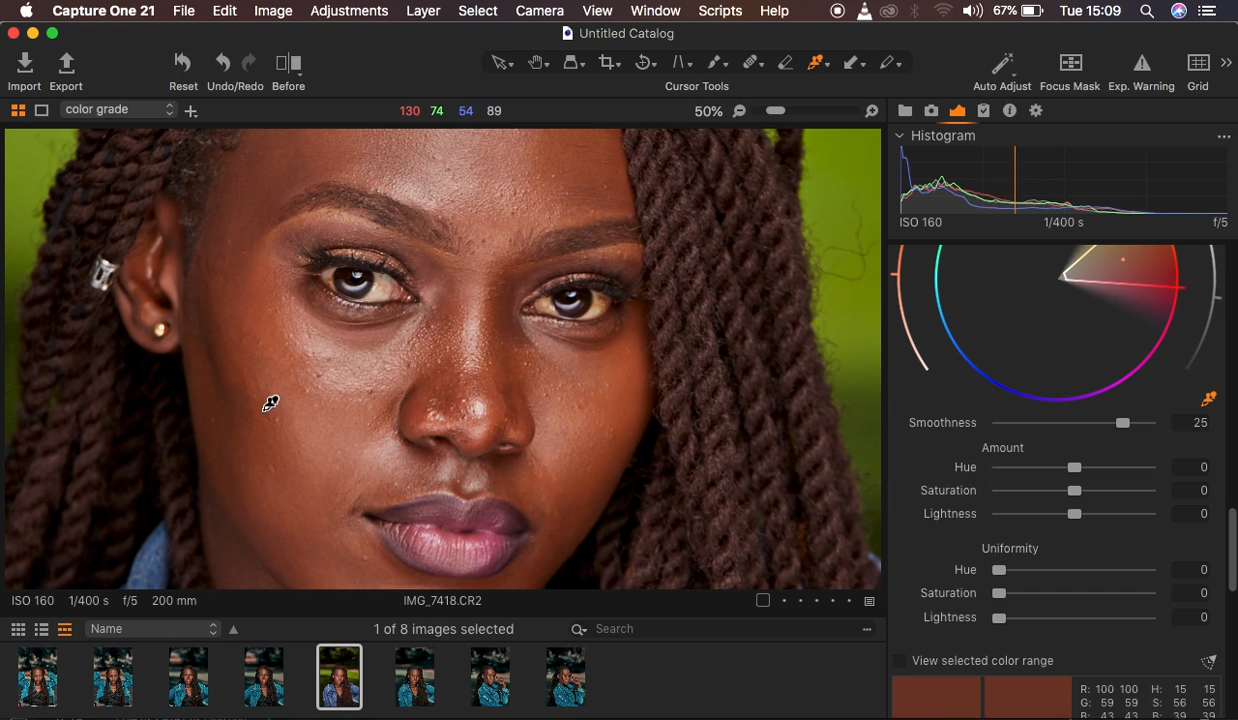 Capture One 21 File Edit Image Adjustments Layer Select Camera View Window Scripts Help 67% Tue 15:09
Untitled Catalog
Import Export Reset Undo/Redo Before Cursor Tools Auto Adjust Focus Mask Exp. Warning Grid
color grade 130 74 54 89 50%
Histogram
ISO 160 1/400 s f/5
Smoothness 25
Amount
Hue 0
Saturation 0
Lightness 0
Uniformity
Hue 0
Saturation 0
Lightness 0
ISO 160 1/400 s f/5 200 mm IMG_7418.CR2
Name 1 of 8 images selected Search
View selected color range
R: 100 100 H: 15 15
G: 59 59 S: 56 56
B: 43 43 B: 39 39